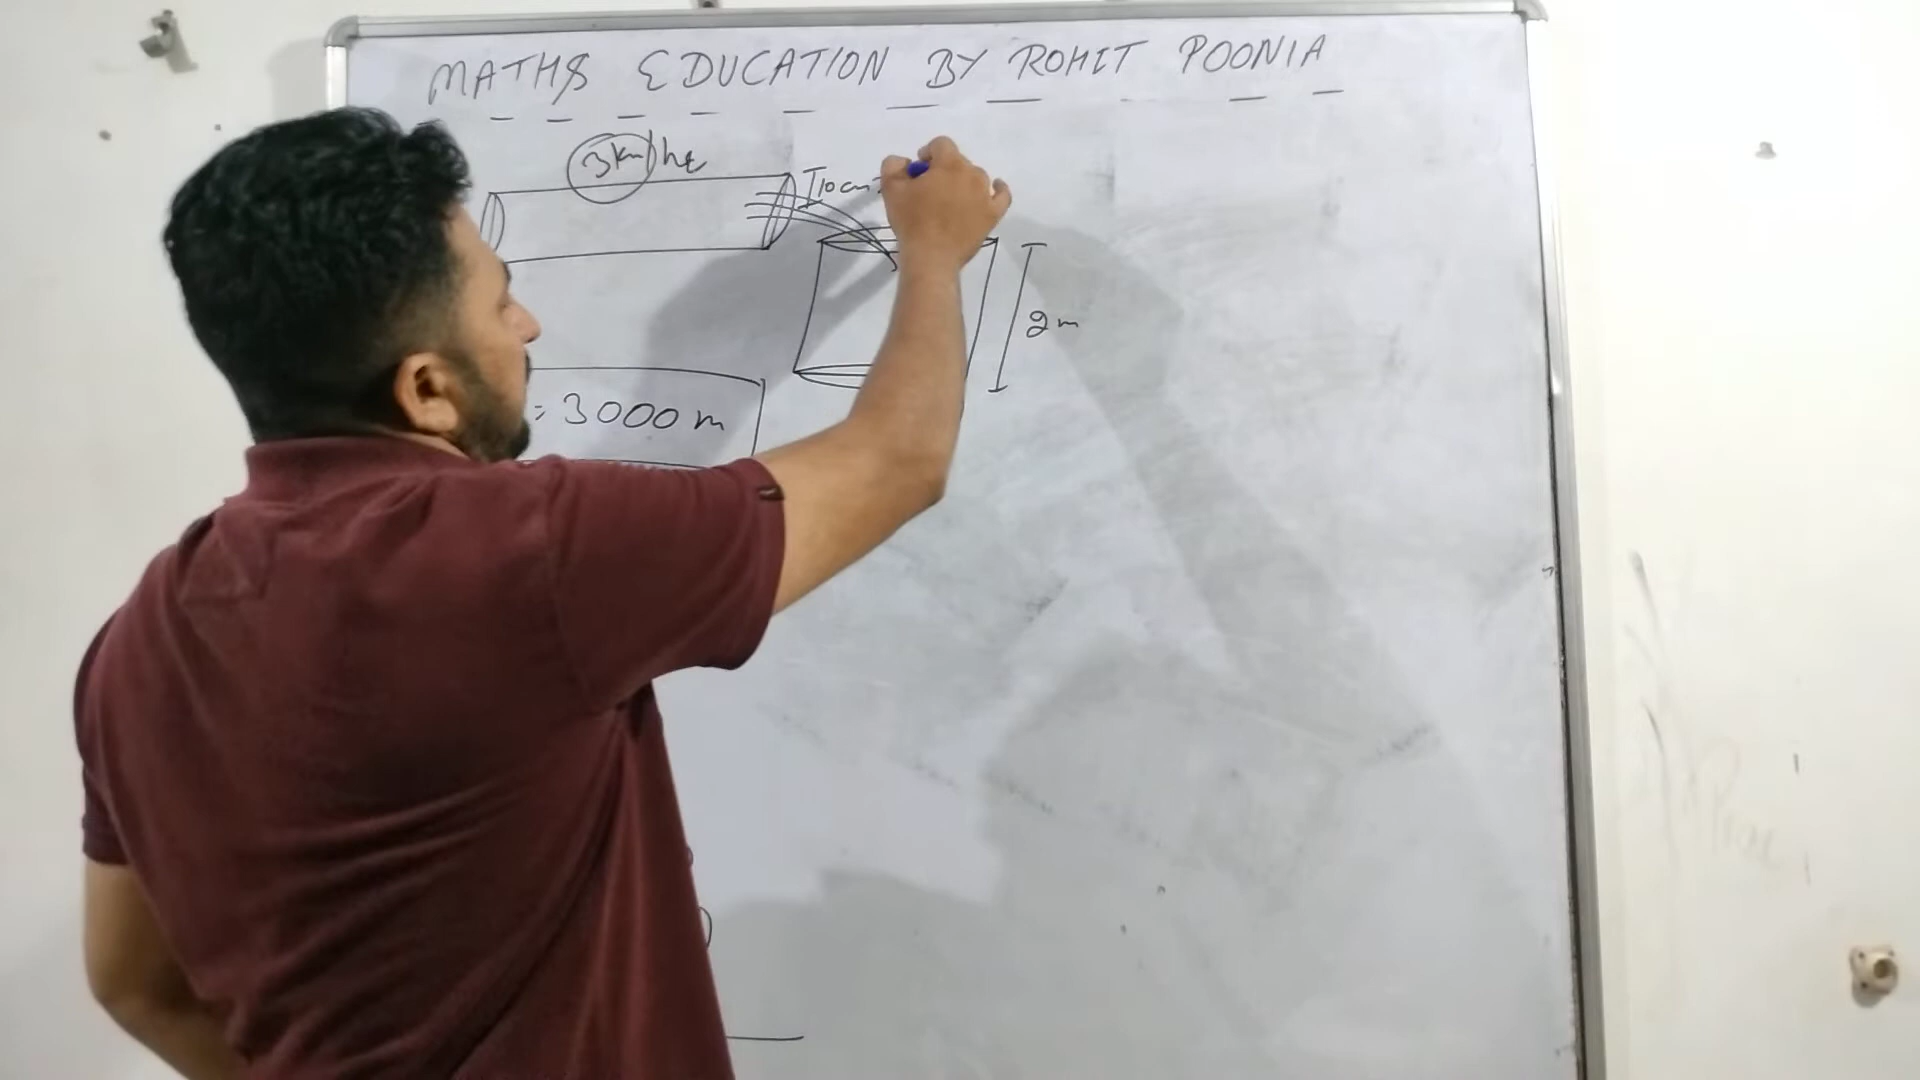 MATHS EDUCATION BY ROHIT POONIA
3km/hr
10cm
2m
= 3000 m